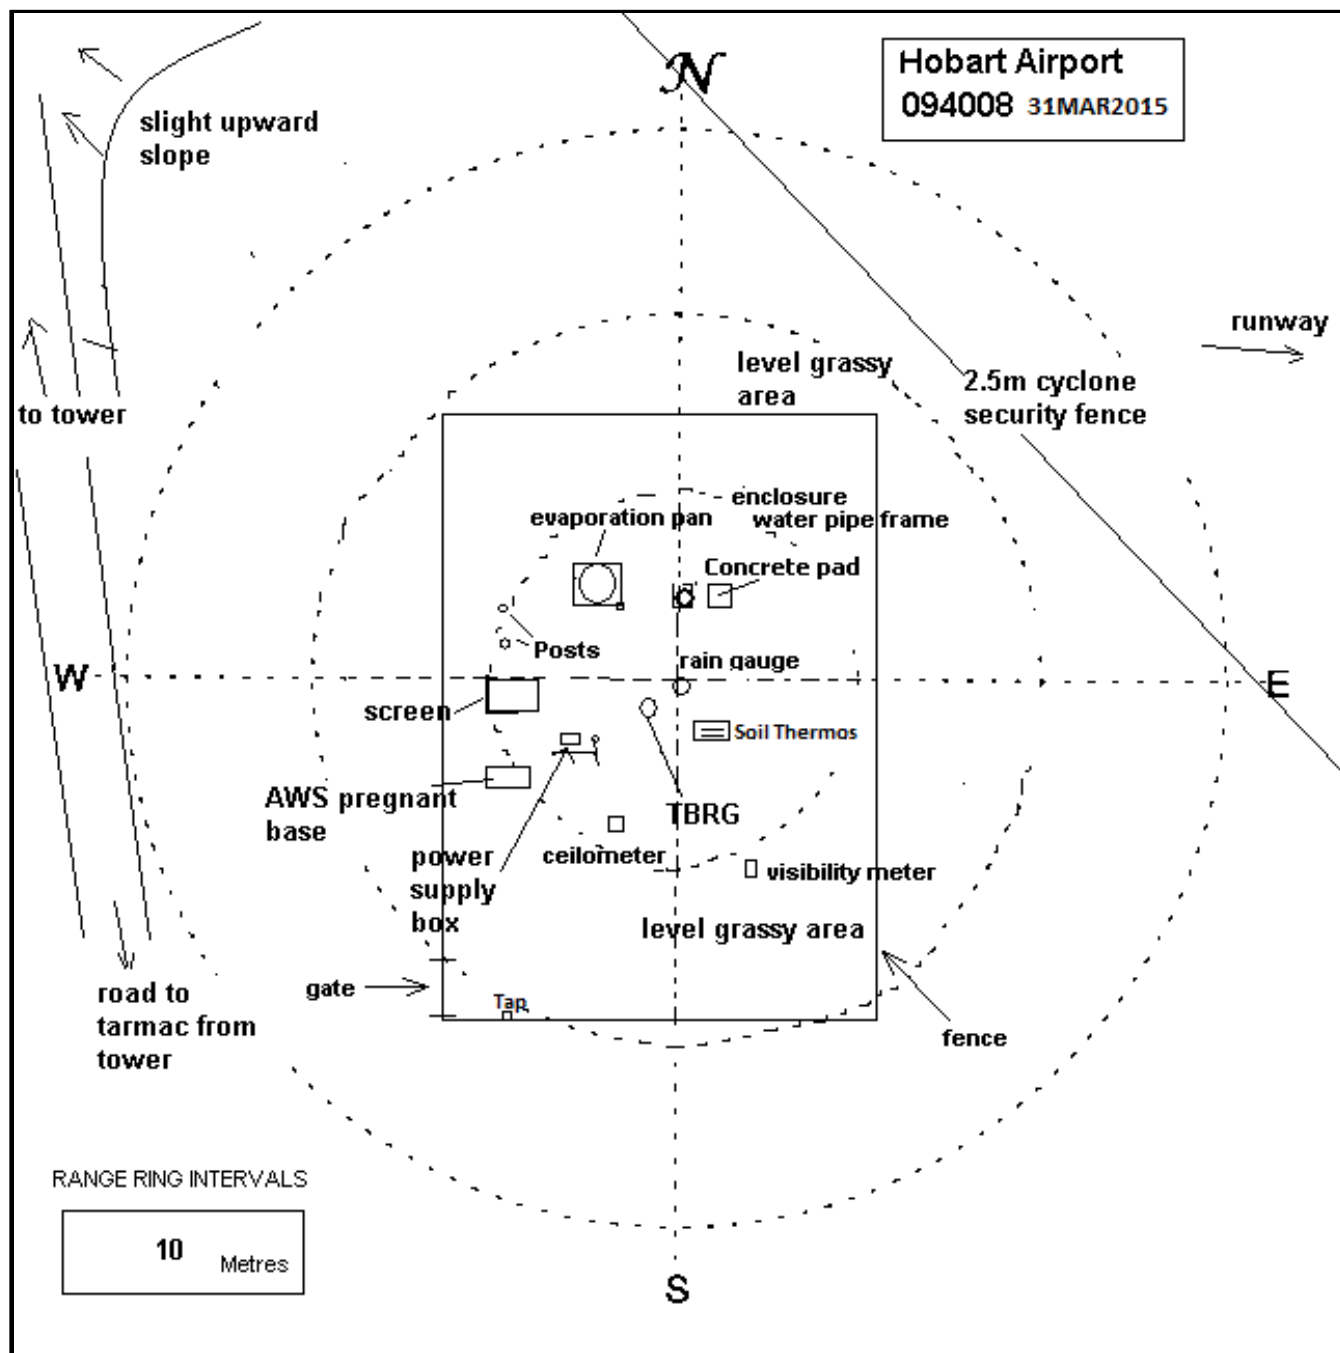 N
Hobart Airport
094008 31MAR2015
slight upward
slope
runway
level grassy
area
2.5m cyclone
security fence
to tower
enclosure
evaporation pan
water pipe frame
Concrete pad
Posts
rain gauge
W
E
screen
Soil Thermos
AWS pregnant
base
TBRG
power
supply
box
ceilometer
visibility meter
level grassy area
gate
Tap
road to
tarmac from
tower
fence
RANGE RING INTERVALS
10 Metres
S